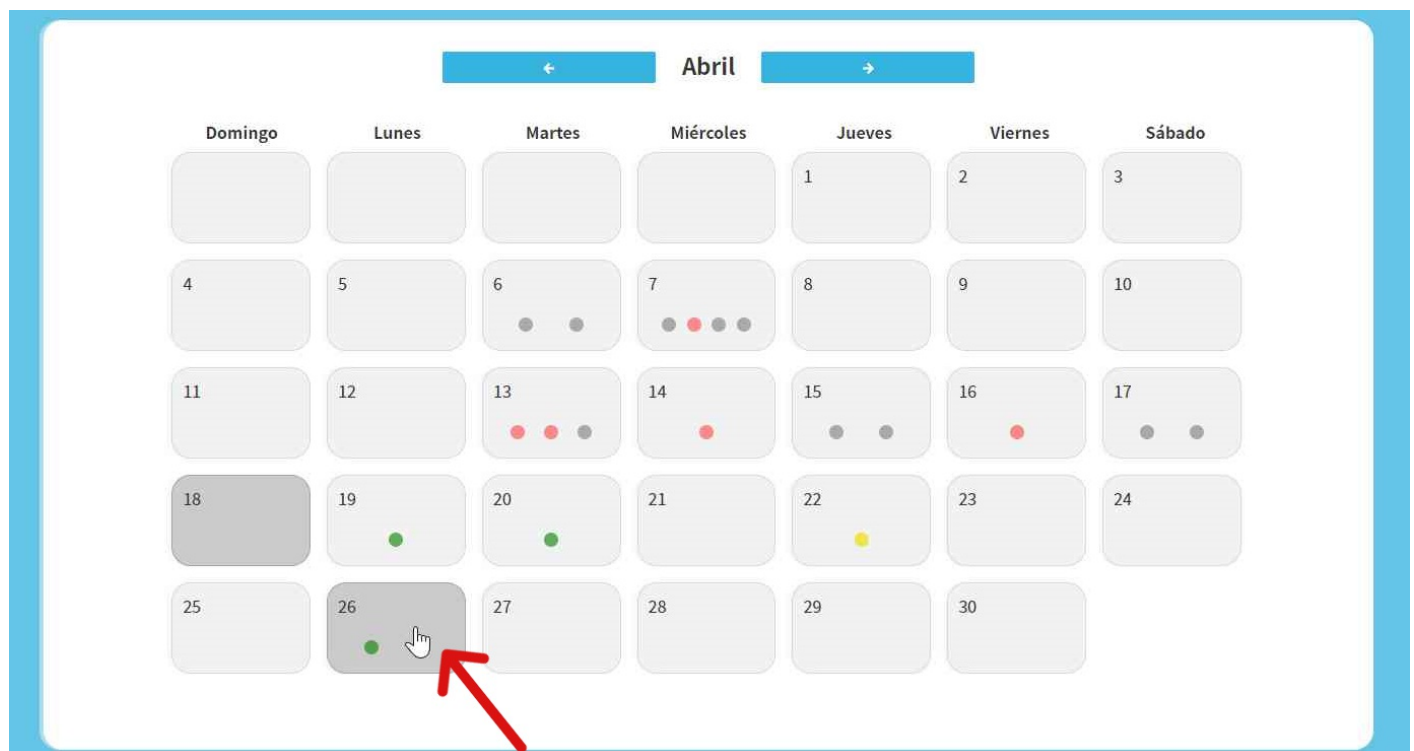 Abril
Domingo Lunes Martes Miércoles Jueves Viernes Sábado
1 2 3
4 5 6 7 8 9 10
11 12 13 14 15 16 17
18 19 20 21 22 23 24
25 26 27 28 29 30